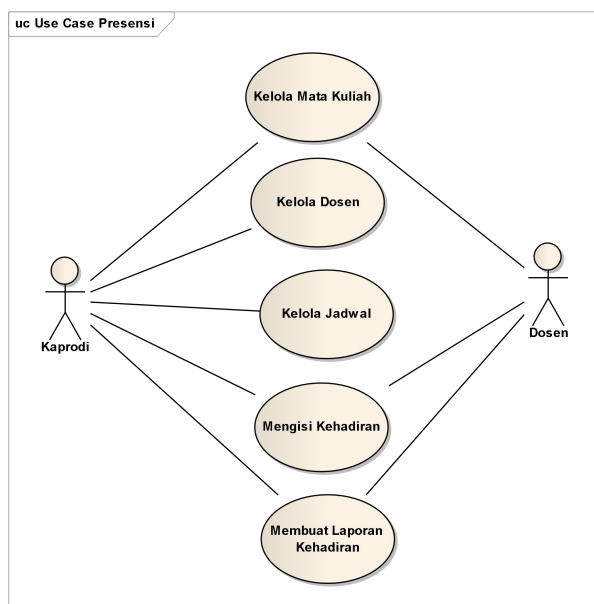 uc Use Case Presensi
Kelola Mata Kuliah
Kelola Dosen
Kelola Jadwal
Kaprodi
Dosen
Mengisi Kehadiran
Membuat Laporan
Kehadiran